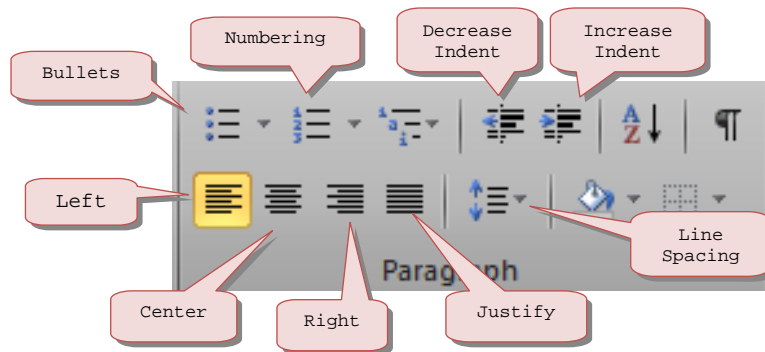 Numbering
Decrease
Indent
Increase
Indent
Bullets
Left
Line
Spacing
Paragraph
Center
Right
Justify